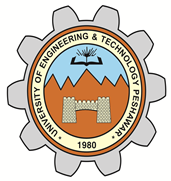 UNIVERSITY OF ENGINEERING & TECHNOLOGY PESHAWAR
1980